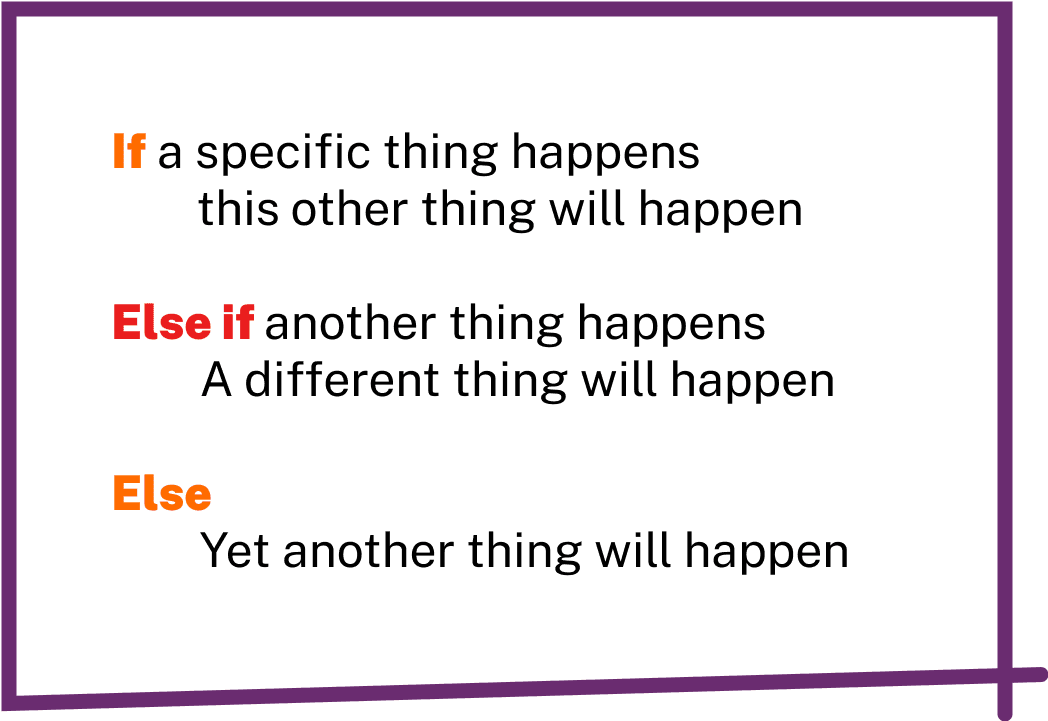 If a specific thing happens
this other thing will happen
Else if another thing happens
A different thing will happen
Else
Yet another thing will happen